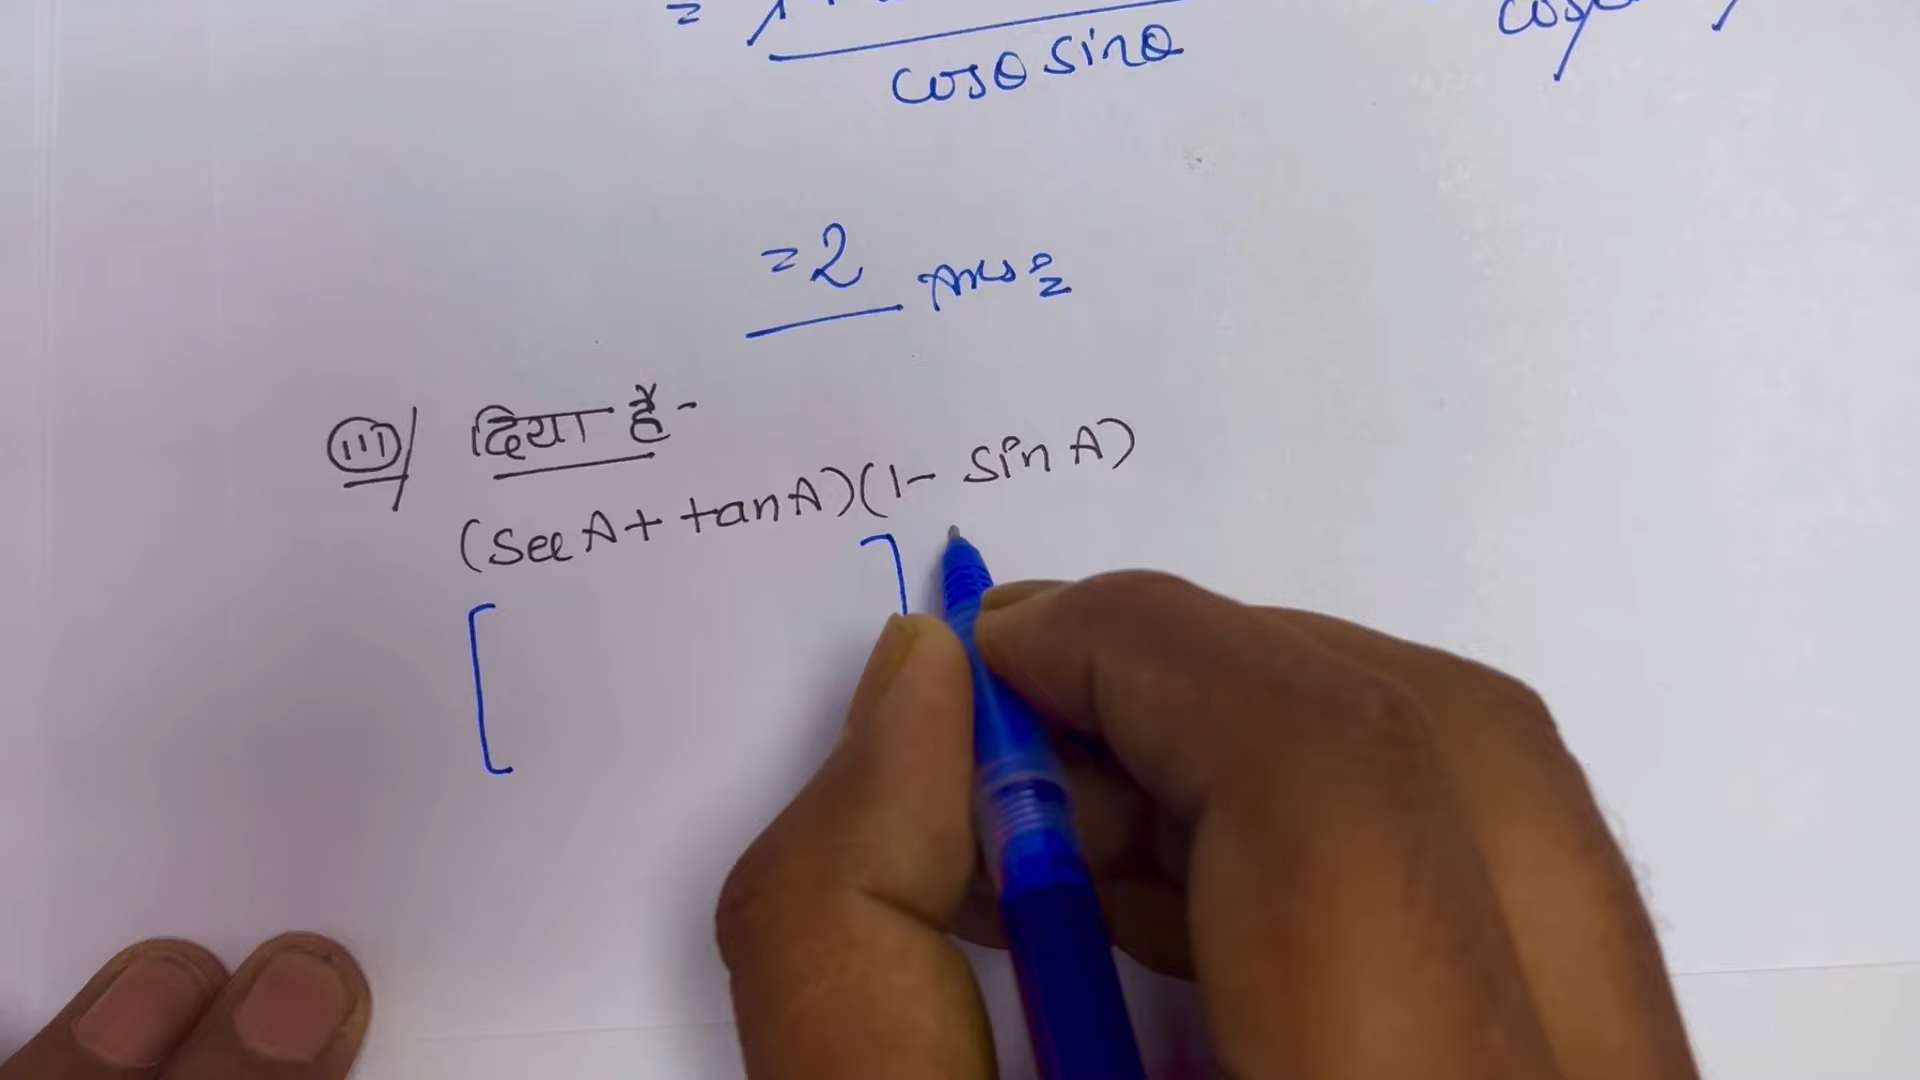 =
cosθ sinθ
=2 Ans
(iii) दिया है-
(Sec A + tan A)(1 - Sin A)
[ ]